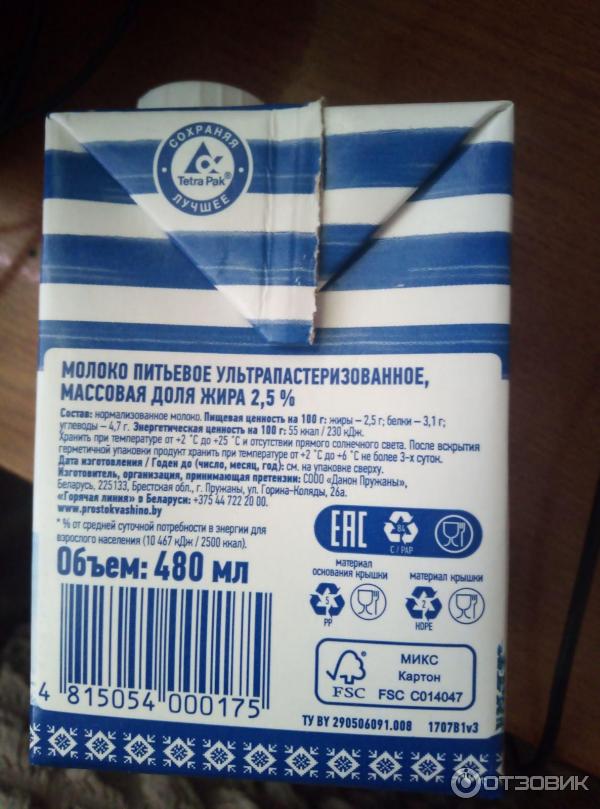 СОХРАНЯЯ
Tetra Pak®
ЛУЧШЕЕ
МОЛОКО ПИТЬЕВОЕ УЛЬТРАПАСТЕРИЗОВАННОЕ,
МАССОВАЯ ДОЛЯ ЖИРА 2,5 %
Состав: нормализованное молоко. Пищевая ценность на 100 г: жиры – 2,5 г; белки – 3,1 г;
углеводы – 4,7 г. Энергетическая ценность на 100 г: 55 ккал / 230 кДж.
Хранить при температуре от +2 °С до +25 °С и отсутствии прямого солнечного света. После вскрытия
герметичной упаковки продукт хранить при температуре от +2 °С до +6 °С не более 3-х суток.
Дата изготовления / Годен до (число, месяц, год): см. на упаковке сверху.
Изготовитель, организация, принимающая претензии: СООО «Данон Пружаны»,
Беларусь, 225133, Брестская обл., г. Пружаны, ул. Горина-Коляды, 26а.
«Горячая линия» в Беларуси: +375 44 722 20 00.
www.prostokvashino.by
* % от средней суточной потребности в энергии для
взрослого населения (10 467 кДж / 2500 ккал).
Объем: 480 мл
EAC
84
C / PAP
материал
основания крышки
материал крышки
5
PP
2
HDPE
FSC
МИКС
Картон
FSC C014047
4 815054 000175
ТУ BY 290506091.008
1707B1v3
ОТЗОВИК